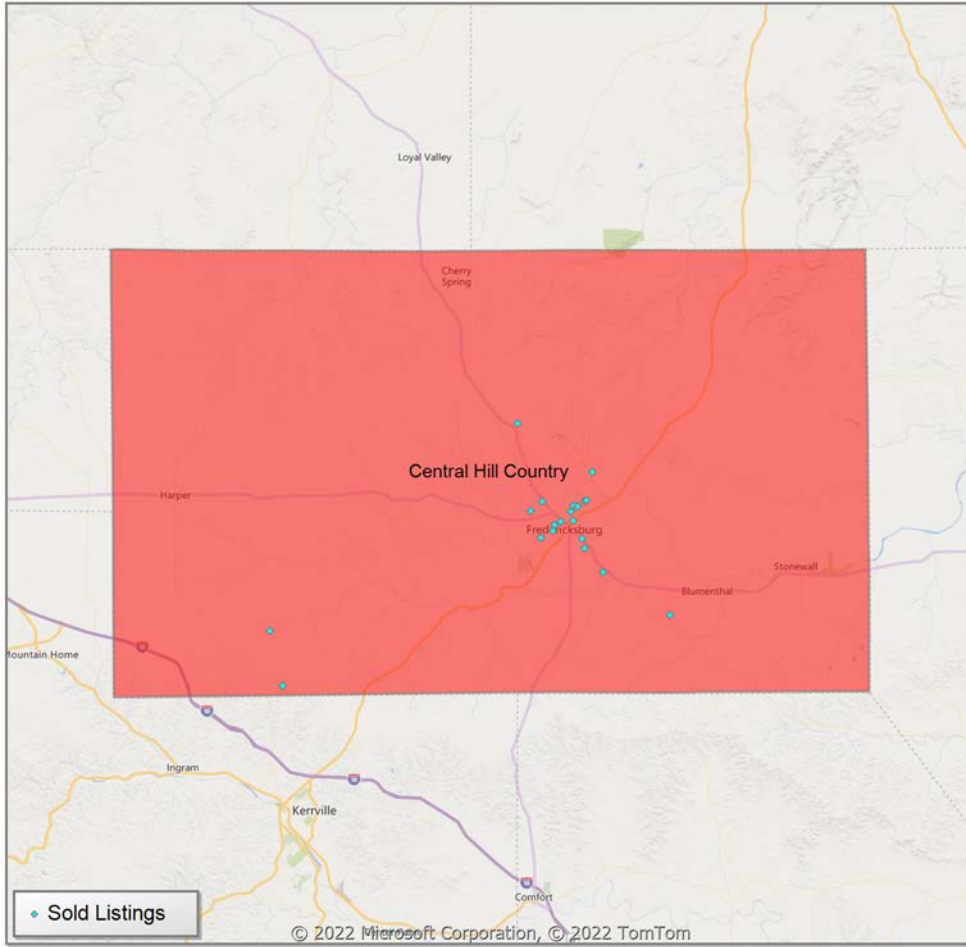 Loyal Valley
Cherry
Spring
Central Hill Country
Harper
Fredericksburg
Stonewall
Blumenthal
Mountain Home
Ingram
Kerrville
Comfort
Sold Listings
© 2022 Microsoft Corporation, © 2022 TomTom